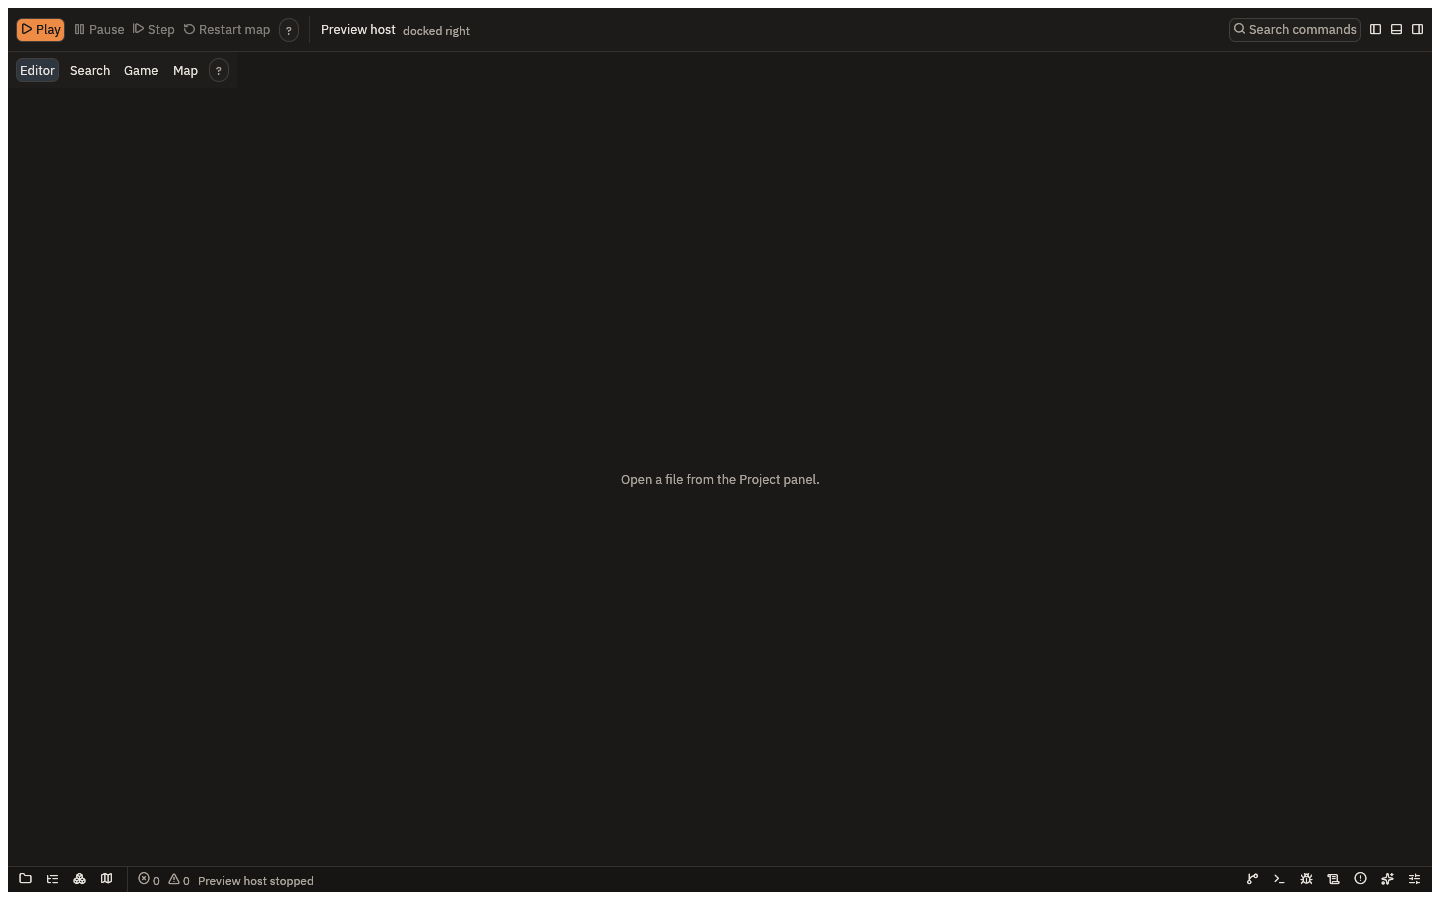 Play Pause Step Restart map ? Preview host docked right Search commands
Editor Search Game Map ?
Open a file from the Project panel.
0 0 Preview host stopped